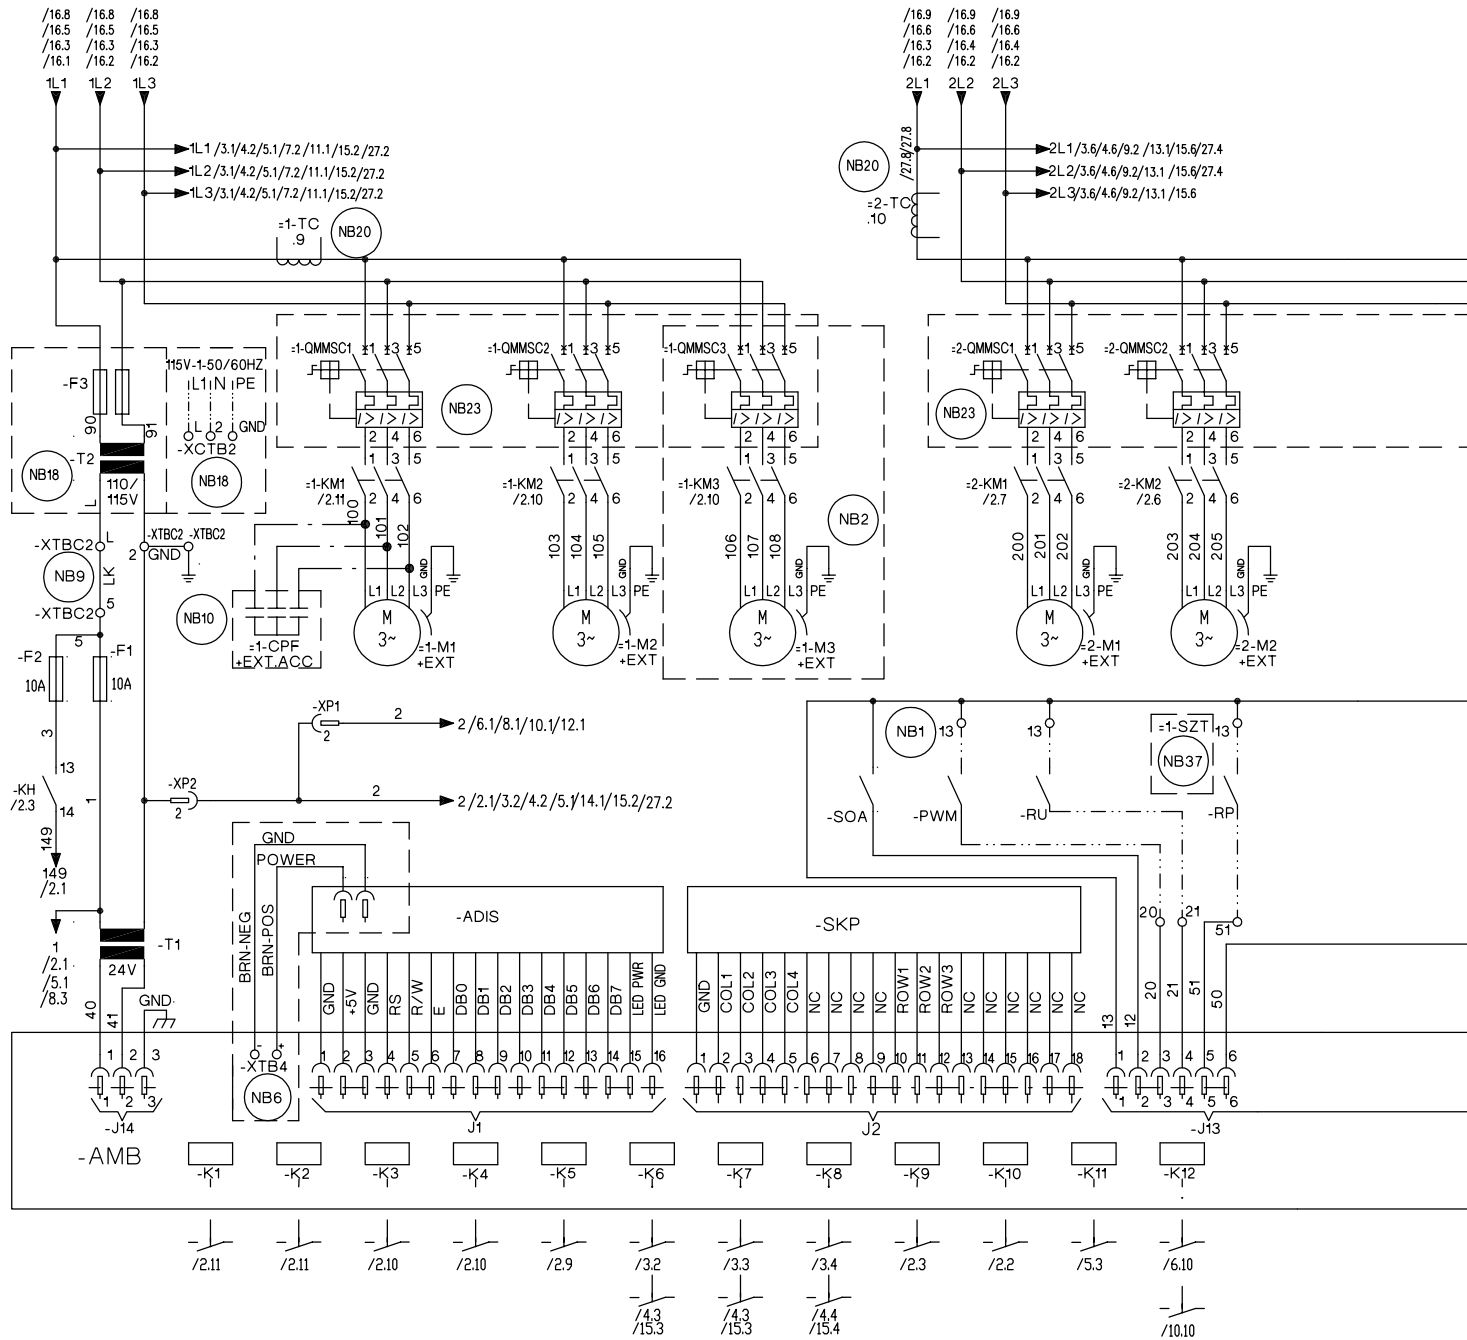 /16.8 /16.8 /16.8
/16.5 /16.5 /16.5
/16.3 /16.3 /16.3
/16.1 /16.2 /16.2
1L1 1L2 1L3
/16.9 /16.9 /16.9
/16.6 /16.6 /16.6
/16.3 /16.4 /16.4
/16.2 /16.2 /16.2
2L1 2L2 2L3
1L1/3.1/4.2/5.1/7.2/11.1/15.2/27.2
1L2/3.1/4.2/5.1/7.2/11.1/15.2/27.2
1L3/3.1/4.2/5.1/7.2/11.1/15.2/27.2
NB20
/27.8/27.8
2L1/3.6/4.6/9.2 /13.1/15.6/27.4
2L2/3.6/4.6/9.2/13.1 /15.6/27.4
2L3/3.6/4.6/9.2/13.1 /15.6
=1-TC
.9
NB20
=2-TC
.10
-F3
90
91
-T2
NB18
110/
115V
L
115V-1-50/60HZ
L1 N PE
L 2 GND
-XCTB2
NB18
=1-QMMSC1 1 3 5
2 4 6
=1-QMMSC2 1 3 5
2 4 6
=1-QMMSC3 1 3 5
2 4 6
=2-QMMSC1 1 3 5
2 4 6
=2-QMMSC2 1 3 5
2 4 6
I> I> I>
I> I> I>
I> I> I>
I> I> I>
I> I> I>
NB23
NB23
=1-KM1
/2.11
1 3 5
2 4 6
=1-KM2
/2.10
1 3 5
2 4 6
=1-KM3
/2.10
1 3 5
2 4 6
NB2
=2-KM1
/2.7
1 3 5
2 4 6
=2-KM2
/2.6
1 3 5
2 4 6
100 101 102
103 104 105
106 107 108
200 201 202
203 204 205
-XTBC2 L
2
-XTBC2 -XTBC2
GND
NB9
LK
-XTBC2 5
NB10
=1-CPF
+EXT.ACC
L1 L2 L3 PE
GND
M
3~
=1-M1
+EXT
L1 L2 L3 PE
GND
M
3~
=1-M2
+EXT
L1 L2 L3 PE
GND
M
3~
=1-M3
+EXT
L1 L2 L3 PE
GND
M
3~
=2-M1
+EXT
L1 L2 L3 PE
GND
M
3~
=2-M2
+EXT
5
-F2
10A
-F1
10A
3
13
-KH
/2.3
14
149
149
/2.1
1
-XP1
2
2
2/6.1/8.1/10.1/12.1
-XP2
2
2
2/2.1/3.2/4.2/5.1/14.1/15.2/27.2
NB1
13
13
=1-SZT
NB37
13
-SOA
-PWM
-RU
-RP
1
/2.1
/5.1
/8.3
-T1
24V
40
41
GND
GND
POWER
BRN-NEG
BRN-POS
- +
-XTB4
NB6
-ADIS
GND +5V GND RS R/W E DB0 DB1 DB2 DB3 DB4 DB5 DB6 DB7 LED PWR LED GND
1 2 3 4 5 6 7 8 9 10 11 12 13 14 15 16
J1
-SKP
GND COL1 COL2 COL3 COL4 NC NC NC NC ROW1 ROW2 ROW3 NC NC NC NC NC NC
1 2 3 4 5 6 7 8 9 10 11 12 13 14 15 16 17 18
J2
20 21 51
13 12 20 21 51 50
1 2 3 4 5 6
1 2 3 4 5 6
-J13
1 2 3
1 2 3
-J14
-AMB
-K1 -K2 -K3 -K4 -K5 -K6 -K7 -K8 -K9 -K10 -K11 -K12
/2.11 /2.11 /2.10 /2.10 /2.9 /3.2 /3.3 /3.4 /2.3 /2.2 /5.3 /6.10
/4.3 /4.3 /4.4
/15.3 /15.3 /15.4
/10.10